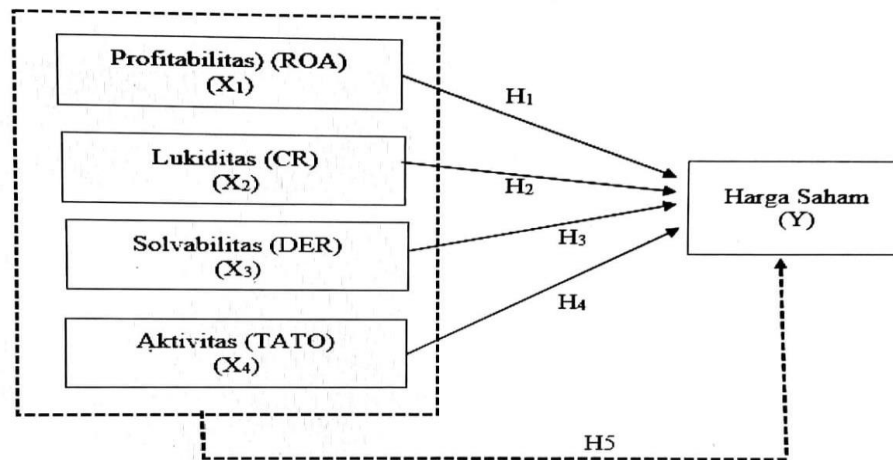 Profitabilitas) (ROA)
(X1)
H1
Lukiditas (CR)
(X2)
H2
Harga Saham
(Y)
Solvabilitas (DER)
(X3)
H3
H4
Aktivitas (TATO)
(X4)
H5